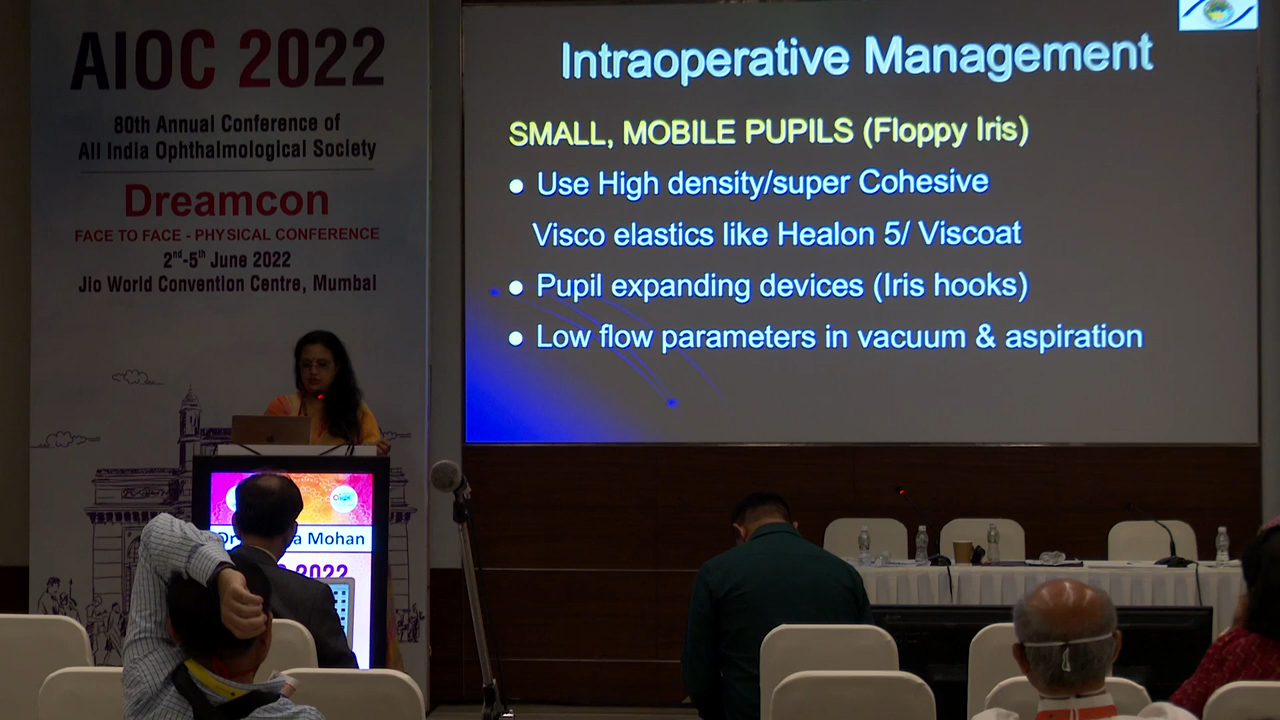 AIOC 2022
80th Annual Conference of
All India Ophthalmological Society
Dreamcon
FACE TO FACE - PHYSICAL CONFERENCE
2nd-5th June 2022
Jio World Convention Centre, Mumbai
Intraoperative Management
SMALL, MOBILE PUPILS (Floppy Iris)
● Use High density/super Cohesive
Visco elastics like Healon 5/ Viscoat
● Pupil expanding devices (Iris hooks)
● Low flow parameters in vacuum & aspiration
Mohan
2022